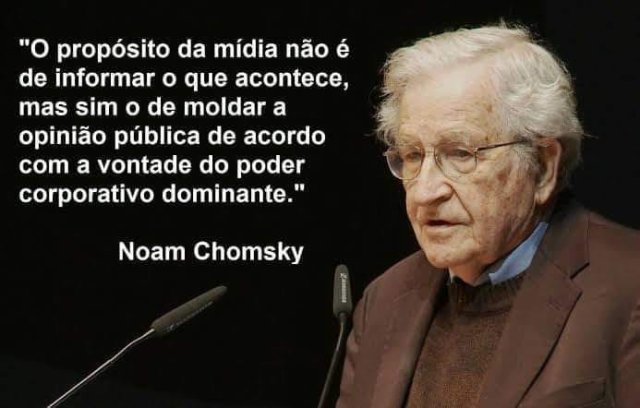 "O propósito da mídia não é
de informar o que acontece,
mas sim o de moldar a
opinião pública de acordo
com a vontade do poder
corporativo dominante."
Noam Chomsky